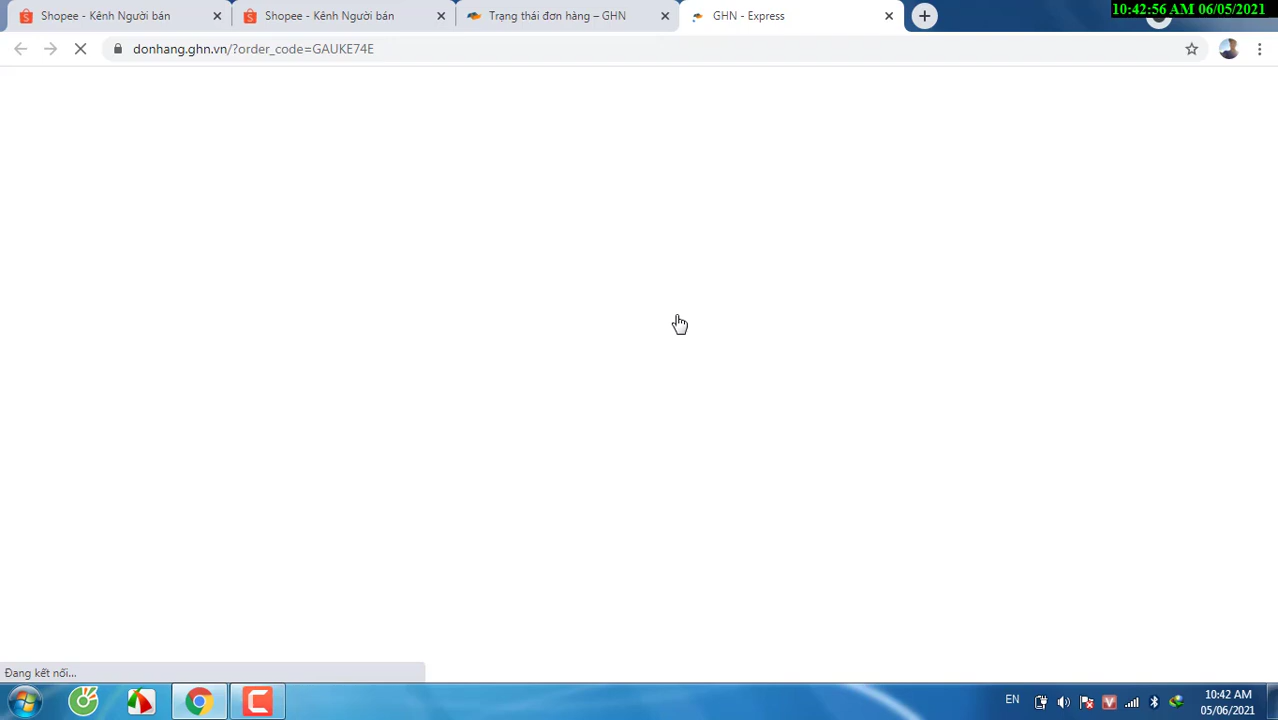 Shopee - Kênh Người bán
Shopee - Kênh Người bán
Trạng thái đơn hàng – GHN
GHN - Express
10:42:56 AM 06/05/2021
donhang.ghn.vn/?order_code=GAUKE74E
Đang kết nối...
EN
10:42 AM
05/06/2021